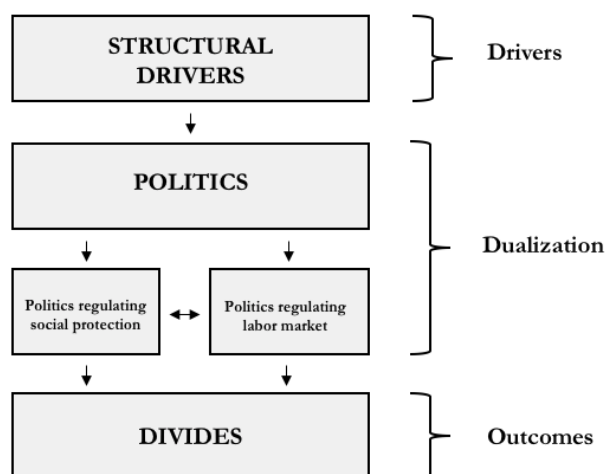 STRUCTURAL
DRIVERS
Drivers
POLITICS
Dualization
Politics regulating
social protection
Politics regulating
labor market
DIVIDES
Outcomes